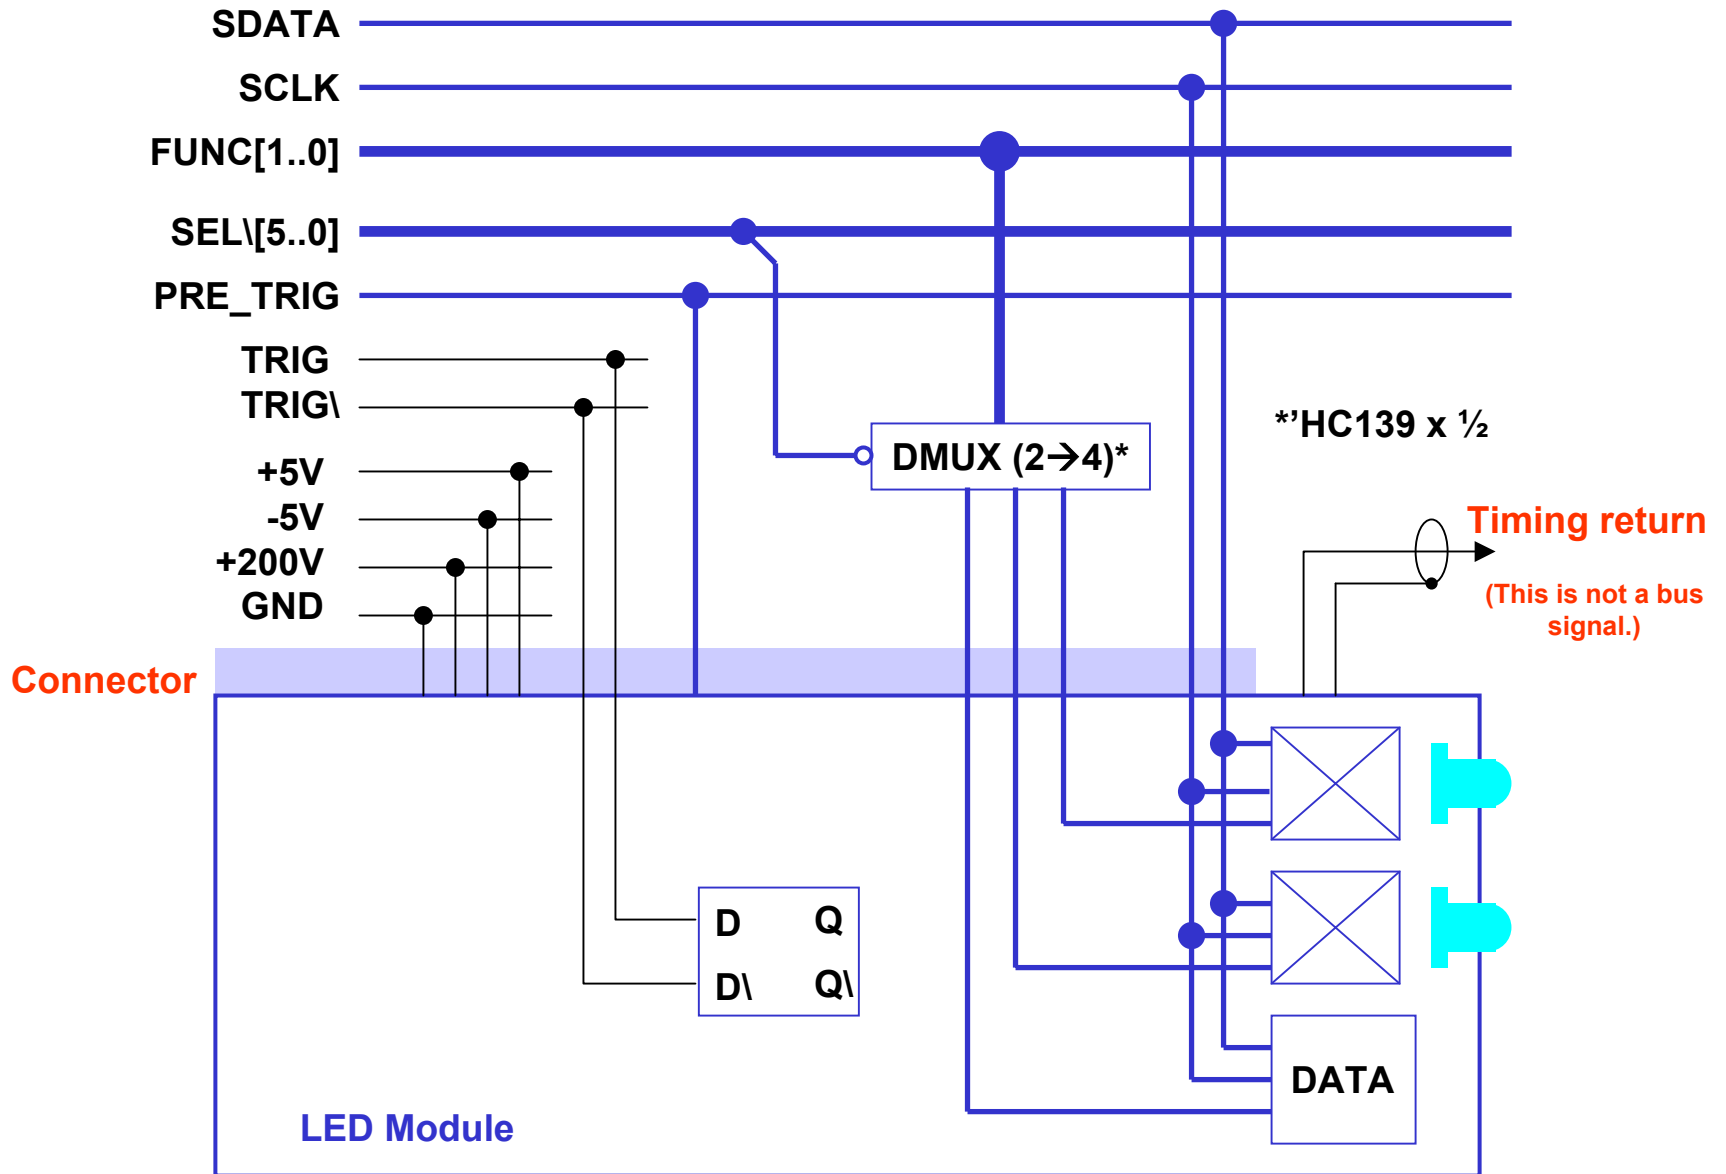 SDATA
SCLK
FUNC[1..0]
SEL\[5..0]
PRE_TRIG
TRIG
TRIG\
+5V
-5V
+200V
GND
*’HC139 x ½
DMUX (2→4)*
Timing return
(This is not a bus
signal.)
Connector
D Q
D\ Q\
DATA
LED Module